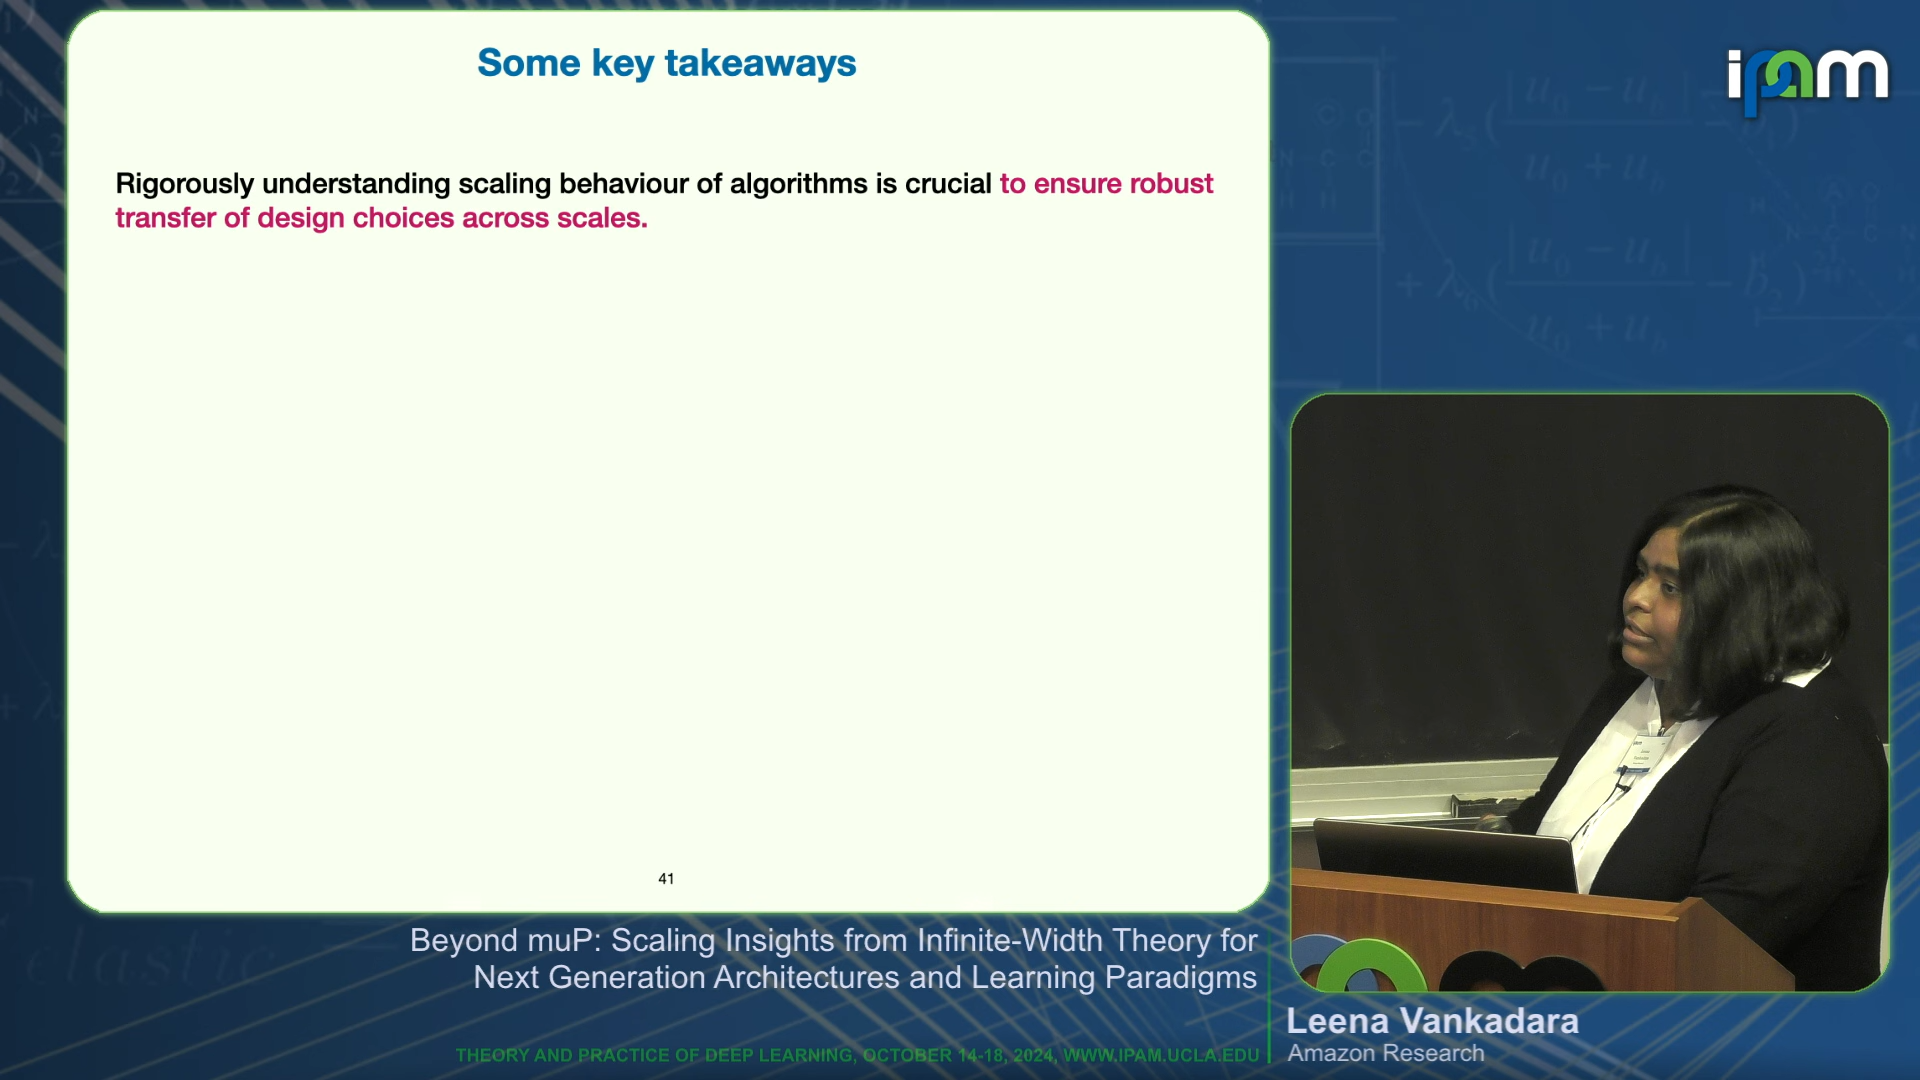 Some key takeaways
Rigorously understanding scaling behaviour of algorithms is crucial to ensure robust
transfer of design choices across scales.
41
ipam
Beyond muP: Scaling Insights from Infinite-Width Theory for
Next Generation Architectures and Learning Paradigms
THEORY AND PRACTICE OF DEEP LEARNING, OCTOBER 14-18, 2024, WWW.IPAM.UCLA.EDU
Leena Vankadara
Amazon Research
elastic